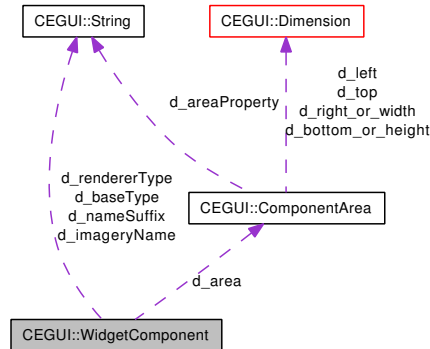 CEGUI::String
CEGUI::Dimension
d_left
d_top
d_right_or_width
d_bottom_or_height
d_areaProperty
d_rendererType
d_baseType
d_nameSuffix
d_imageryName
CEGUI::ComponentArea
d_area
CEGUI::WidgetComponent